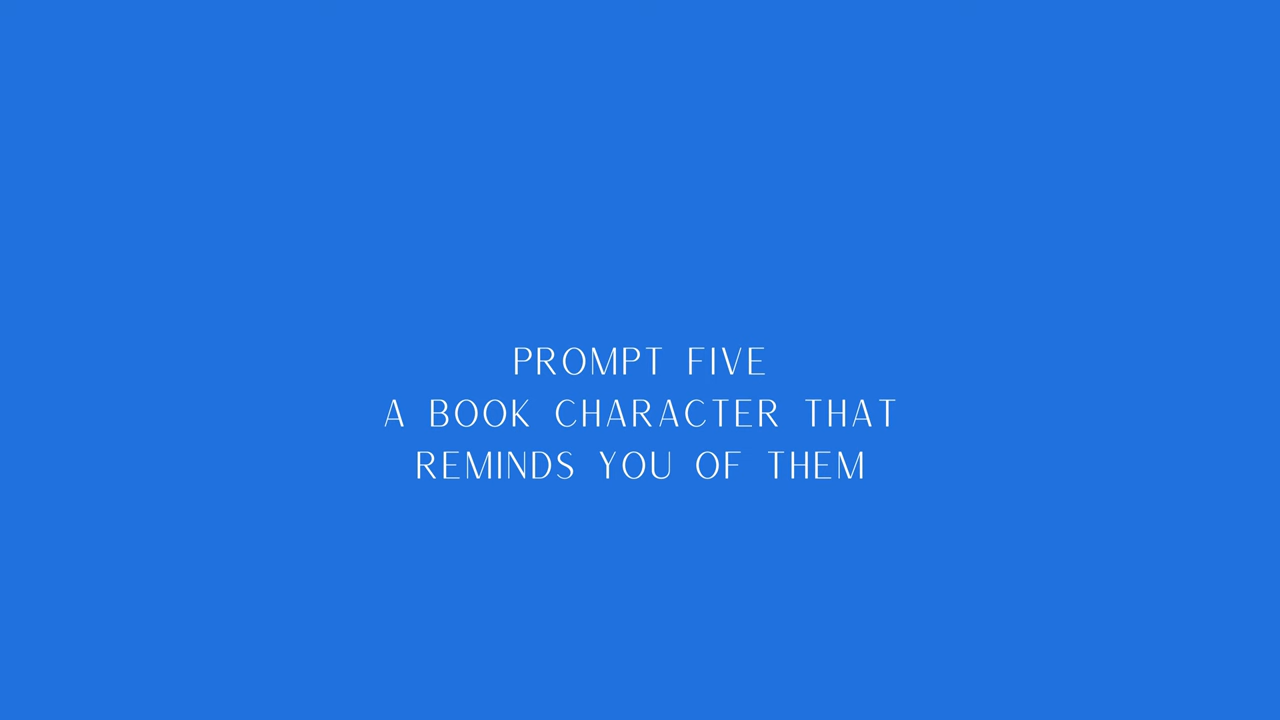 PROMPT FIVE
A BOOK CHARACTER THAT
REMINDS YOU OF THEM